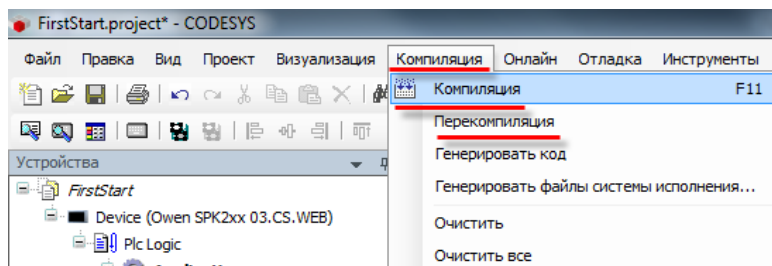 FirstStart.project* - CODESYS
Файл Правка Вид Проект Визуализация Компиляция Онлайн Отладка Инструменты
Компиляция F11
Перекомпиляция
Генерировать код
Генерировать файлы системы исполнения...
Очистить
Очистить все
Устройства
FirstStart
Device (Owen SPK2xx 03.CS.WEB)
Plc Logic